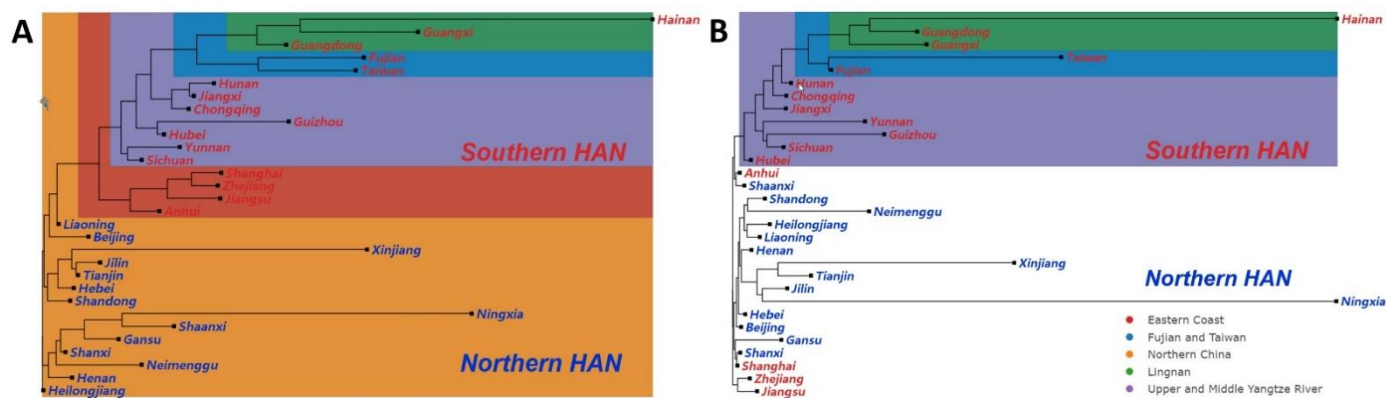 A
Hainan
Guangxi
Guangdong
Fujian
Taiwan
Hunan
Jiangxi
Chongqing
Guizhou
Hubei
Yunnan
Sichuan
Southern HAN
Shanghai
Zhejiang
Jiangsu
Anhui
Liaoning
Beijing
Xinjiang
Jilin
Tianjin
Hebei
Shandong
Ningxia
Shaanxi
Gansu
Shanxi
Neimenggu
Northern HAN
Henan
Heilongjiang
B
Hainan
Guangdong
Guangxi
Taiwan
Fujian
Hunan
Chongqing
Jiangxi
Yunnan
Guizhou
Sichuan
Southern HAN
Hubei
Anhui
Shaanxi
Shandong
Neimenggu
Heilongjiang
Liaoning
Henan
Xinjiang
Tianjin
Northern HAN
Jilin
Ningxia
Hebei
Beijing
Gansu
Shanxi
Shanghai
Zhejiang
Jiangsu
Eastern Coast
Fujian and Taiwan
Northern China
Lingnan
Upper and Middle Yangtze River